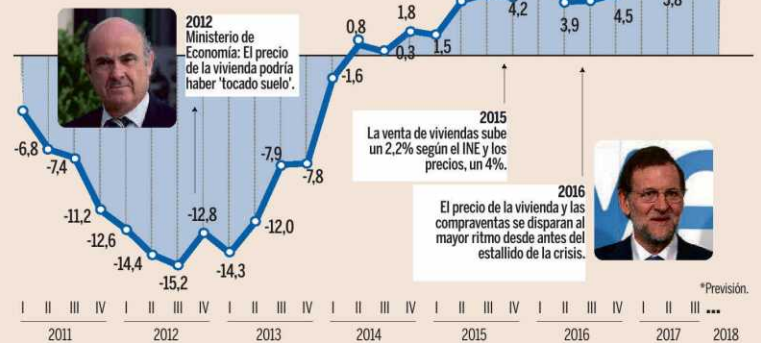 2012
Ministerio de
Economía: El precio
de la vivienda podría
haber 'tocado suelo'.
0,8
1,8
0,3
1,5
4,2
3,9
4,5
3,8
-1,6
-6,8
-7,4
-11,2
-12,6
-14,4
-15,2
-12,8
-14,3
-12,0
-7,9
-7,8
2015
La venta de viviendas sube
un 2,2% según el INE y los
precios, un 4%.
2016
El precio de la vivienda y las
compraventas se disparan al
mayor ritmo desde antes del
estallido de la crisis.
*Previsión.
I II III IV I II III IV I II III IV I II III IV I II III IV I II III IV I II III ...
2011 2012 2013 2014 2015 2016 2017 2018